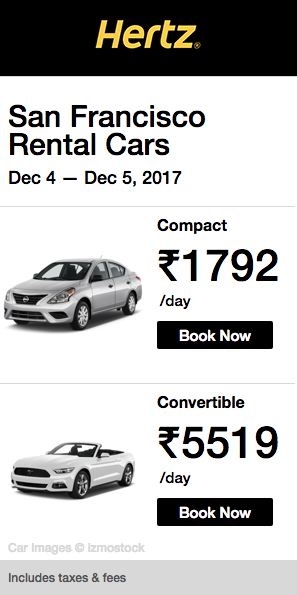 Hertz®
San Francisco
Rental Cars
Dec 4 — Dec 5, 2017
Compact
₹1792
/day
Book Now
Convertible
₹5519
/day
Book Now
Car Images © izmostock
Includes taxes & fees